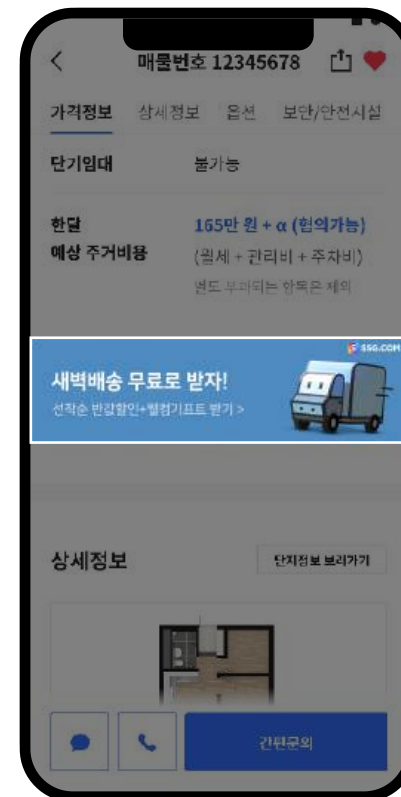 매물번호 12345678
가격정보 상세정보 옵션 보안/안전시설
단기임대 불가능
한달 165만 원 + α (협의가능)
예상 주거비용 (월세 + 관리비 + 주차비)
별도 부과되는 항목은 제외
SSG.COM
새벽배송 무료로 받자!
선착순 반값할인+웰컴기프트 받기 >
상세정보 단지정보 보러가기
간편문의